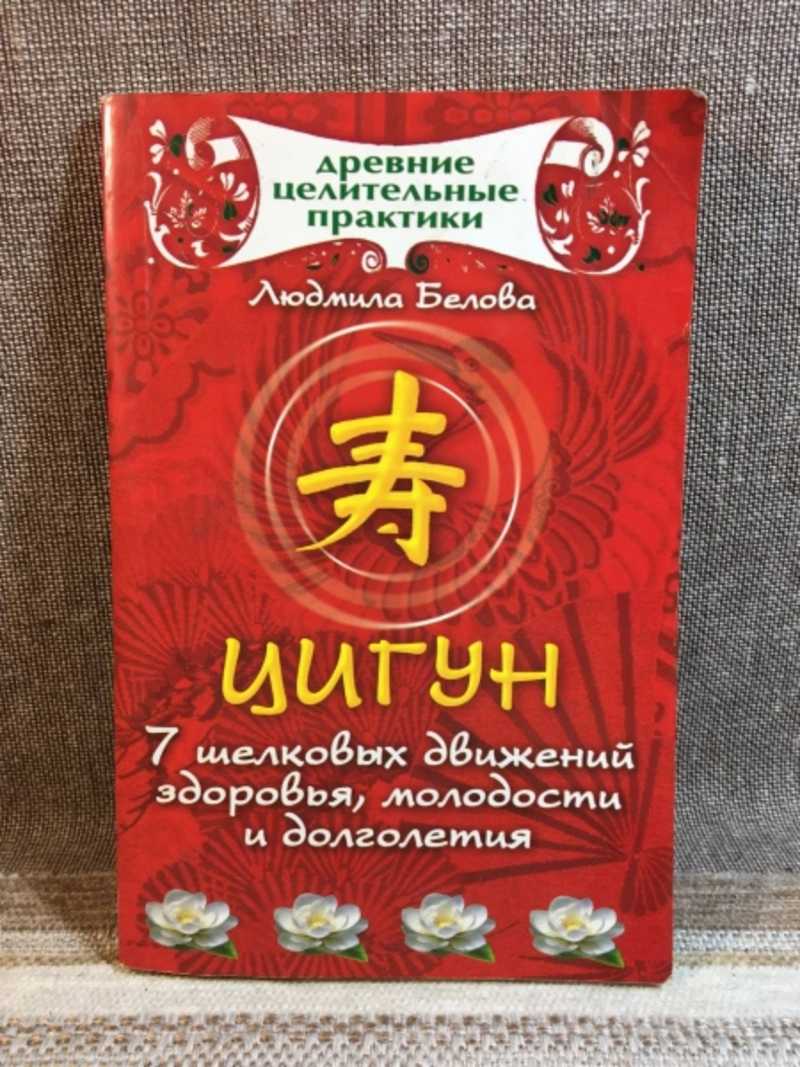 древние
целительные
практики
Людмила Белова
寿
ЦИГУН
7 шелковых движений
здоровья, молодости
и долголетия